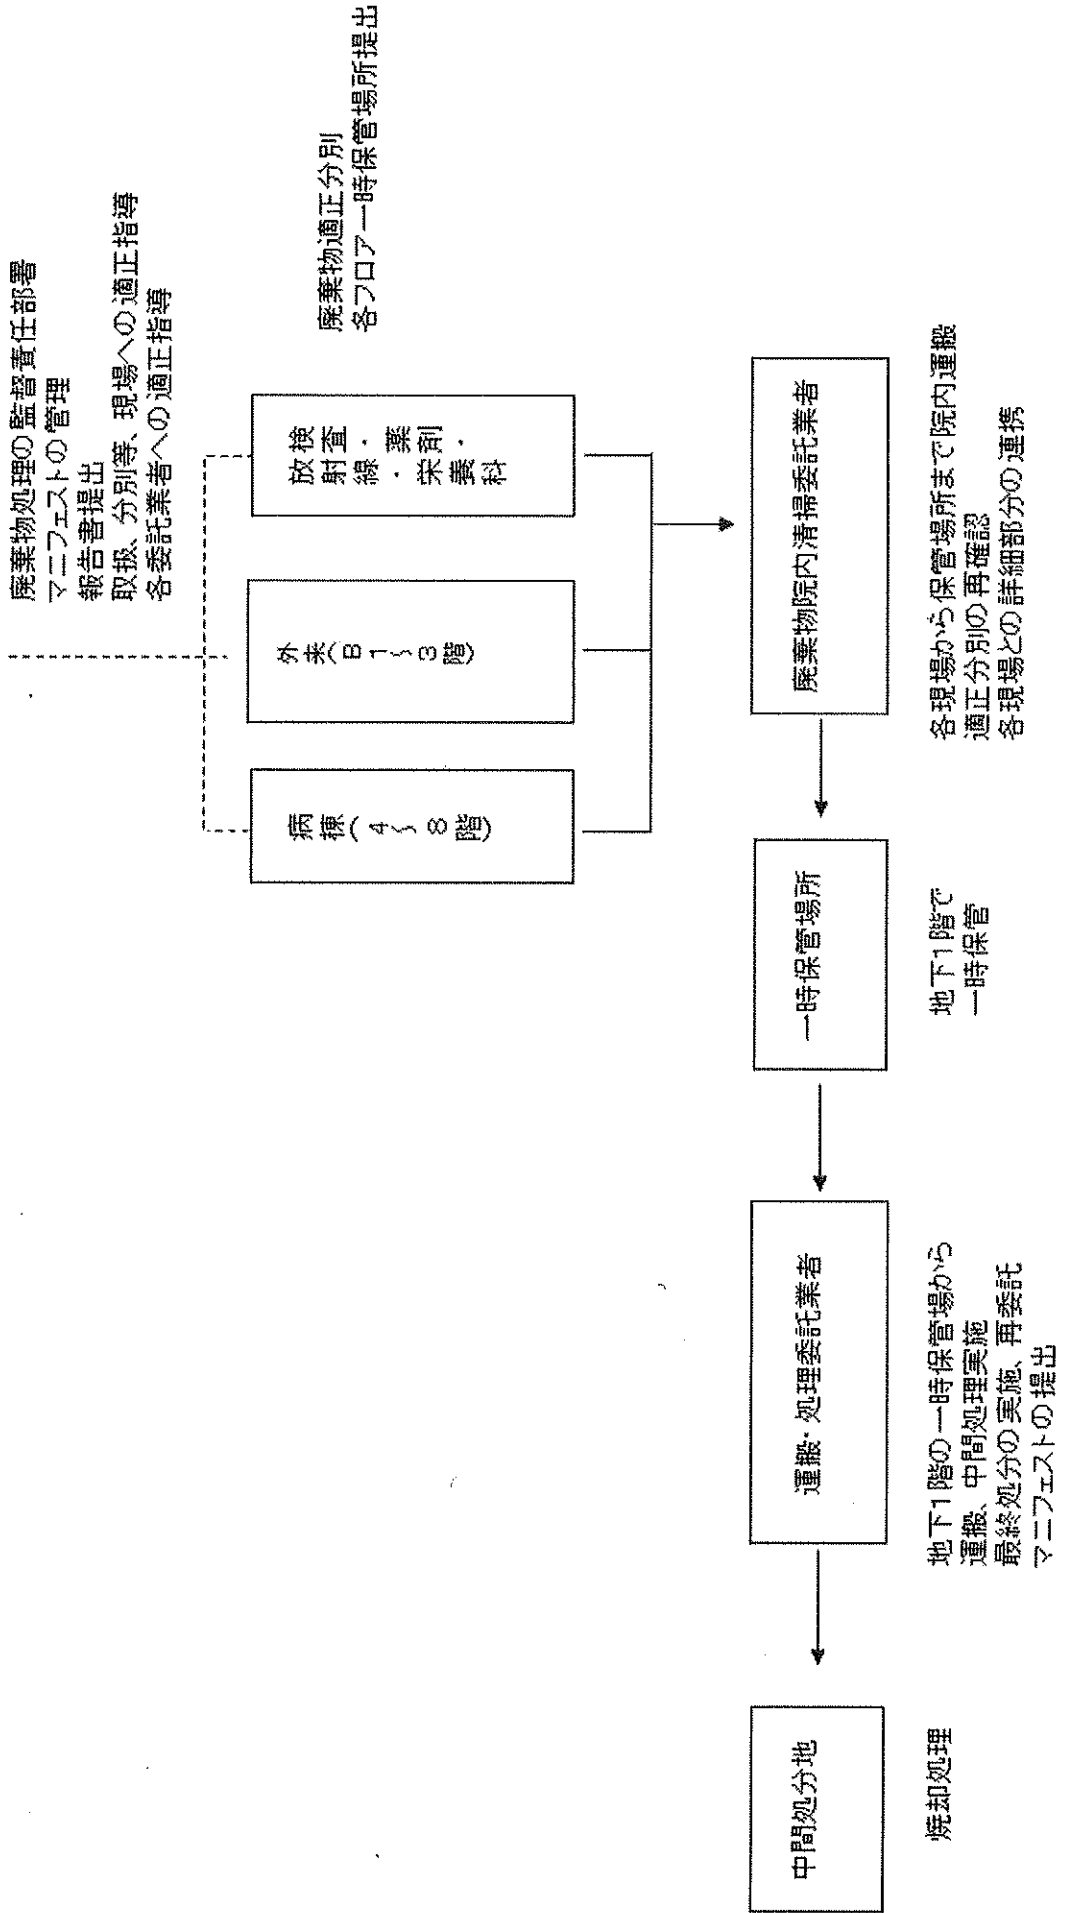 廃棄物処理の監督責任部署
マニフェストの管理
報告書提出
取扱、分別等、現場への適正指導
各委託業者への適正指導
病棟(4~8階)
外来(B1~3階)
検査・薬剤・
放射線・栄養科
廃棄物適正分別
各フロアー時保管場所提出
廃棄物院内清掃委託業者
各現場から保管場所まで院内運搬
適正分別の再確認
各現場との詳細部分の連携
一時保管場所
地下1階で
一時保管
運搬・処理委託業者
地下1階の一時保管場から
運搬、中間処理実施
最終処分の実施、再委託
マニフェストの提出
中間処分地
焼却処理